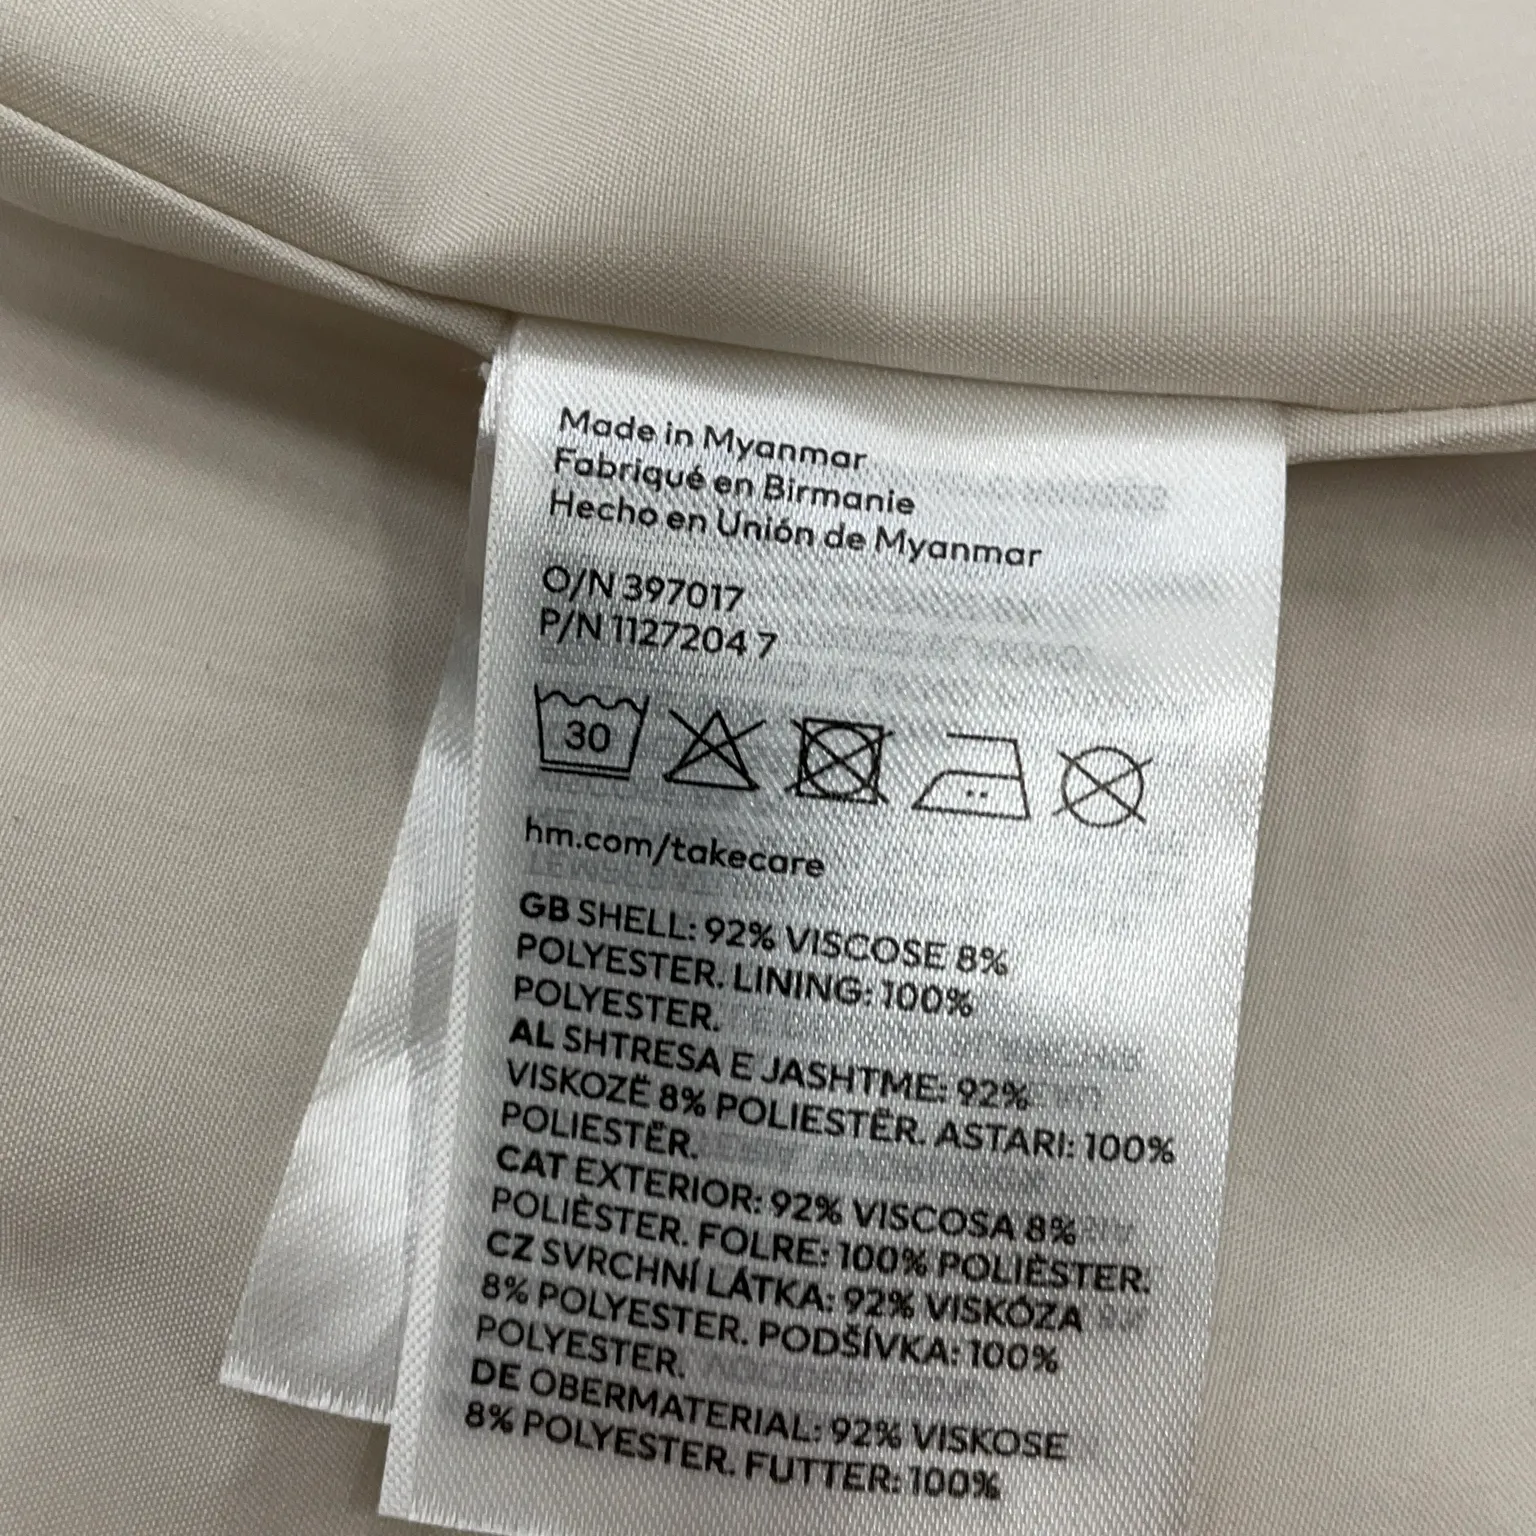 Made in Myanmar
Fabriqué en Birmanie
Hecho en Unión de Myanmar
O/N 397017
P/N 1127204 7
30
hm.com/takecare
GB SHELL: 92% VISCOSE 8%
POLYESTER. LINING: 100%
POLYESTER.
AL SHTRESA E JASHTME: 92%
VISKOZË 8% POLIESTËR. ASTARI: 100%
POLIESTËR.
CAT EXTERIOR: 92% VISCOSA 8%
POLIÈSTER. FOLRE: 100% POLIÈSTER.
CZ SVRCHNÍ LÁTKA: 92% VISKÓZA
8% POLYESTER. PODŠÍVKA: 100%
POLYESTER.
DE OBERMATERIAL: 92% VISKOSE
8% POLYESTER. FUTTER: 100%